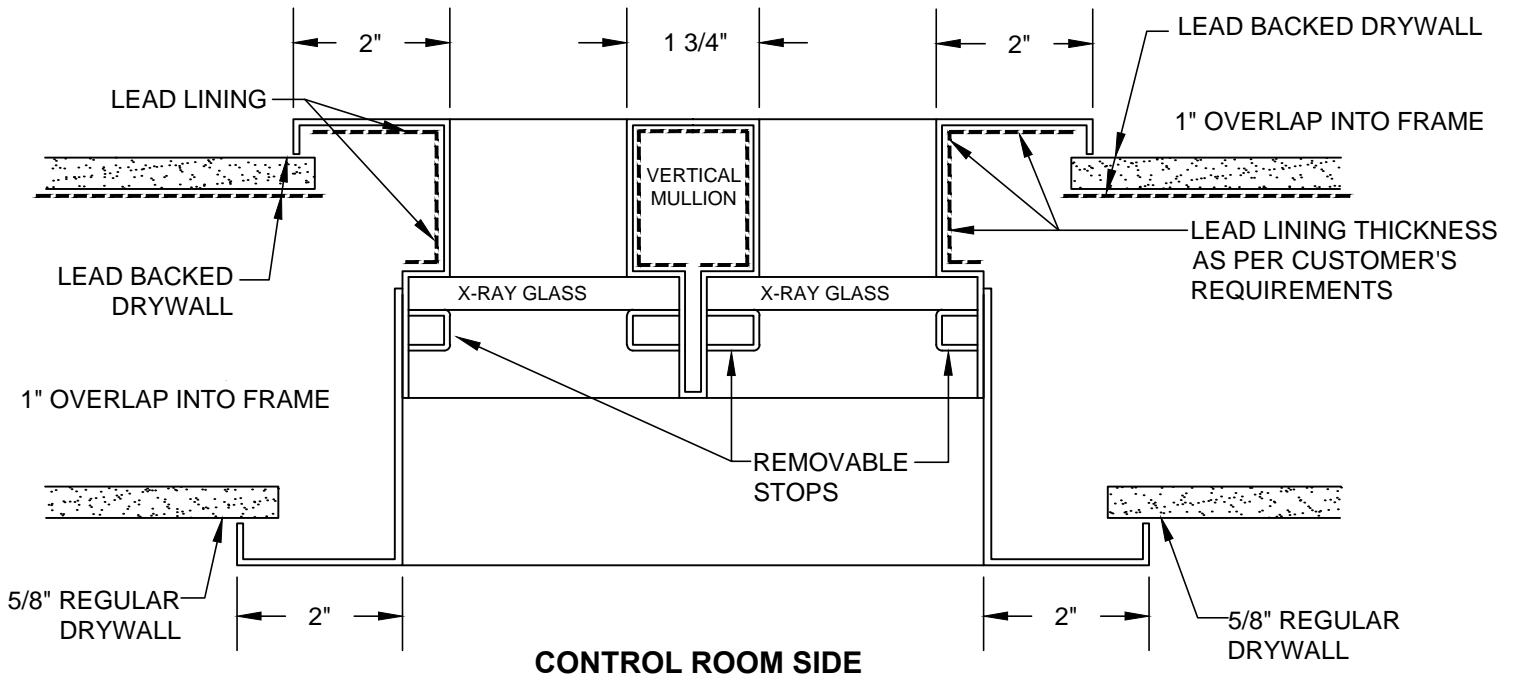 2"
1 3/4"
2"
LEAD BACKED DRYWALL
LEAD LINING
1" OVERLAP INTO FRAME
VERTICAL
MULLION
LEAD LINING THICKNESS
AS PER CUSTOMER'S
REQUIREMENTS
LEAD BACKED
DRYWALL
X-RAY GLASS
X-RAY GLASS
1" OVERLAP INTO FRAME
REMOVABLE
STOPS
5/8" REGULAR
DRYWALL
2"
2"
5/8" REGULAR
DRYWALL
CONTROL ROOM SIDE